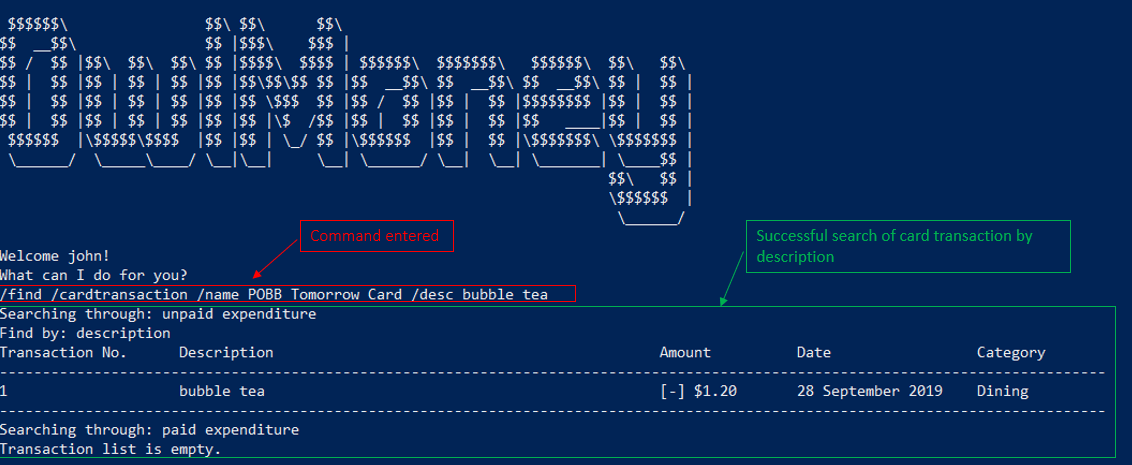 OwlMoney
Command entered
Successful search of card transaction by
description
Welcome john!
What can I do for you?
/find /cardtransaction /name POBB Tomorrow Card /desc bubble tea
Searching through: unpaid expenditure
Find by: description
Transaction No. Description Amount Date Category
1 bubble tea [-] $1.20 28 September 2019 Dining
Searching through: paid expenditure
Transaction list is empty.